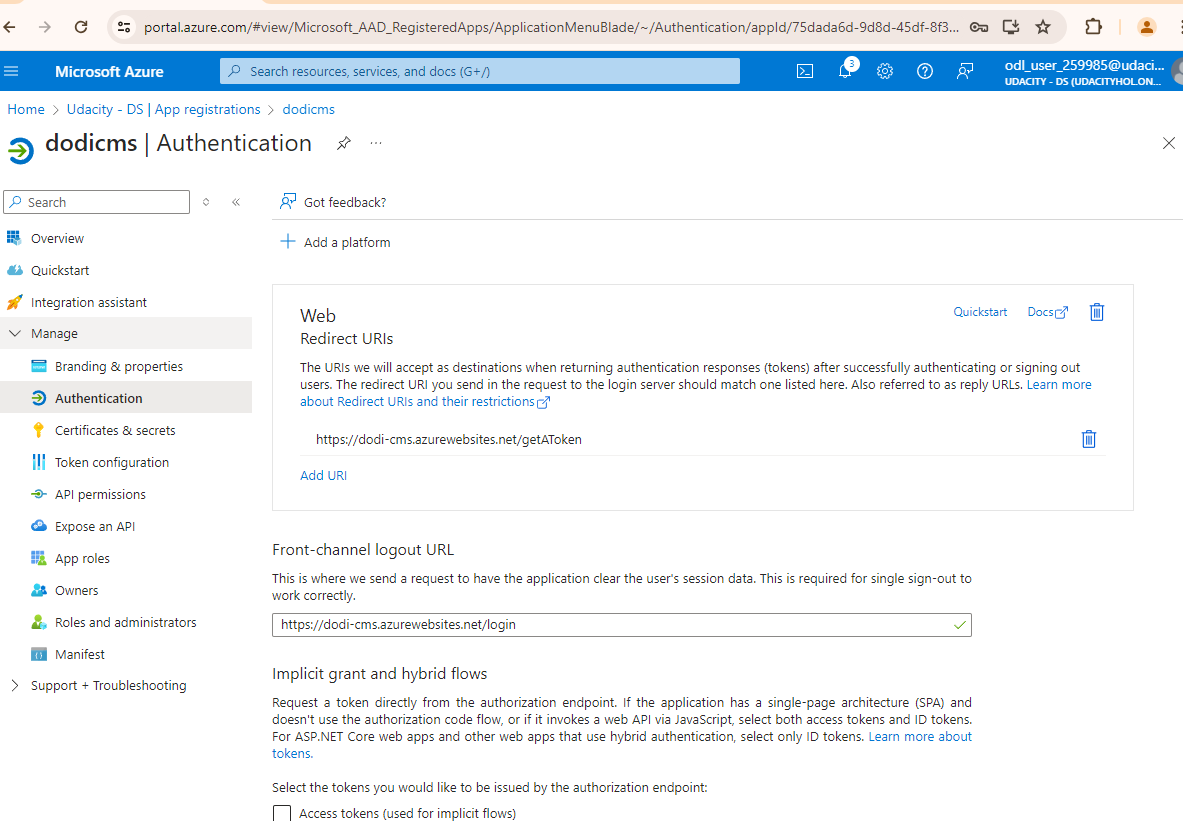 portal.azure.com/#view/Microsoft_AAD_RegisteredApps/ApplicationMenuBlade/~/Authentication/appId/75dada6d-9d8d-45df-8f3...
Microsoft Azure
Search resources, services, and docs (G+/)
3
odl_user_259985@udaci...
UDACITY - DS (UDACITYHOL.ON...
Home > Udacity - DS | App registrations > dodicms
dodicms | Authentication
Search
Got feedback?
Overview
Quickstart
Integration assistant
Manage
Branding & properties
Authentication
Certificates & secrets
Token configuration
API permissions
Expose an API
App roles
Owners
Roles and administrators
Manifest
Support + Troubleshooting
Add a platform
Web
Quickstart
Docs
Redirect URIs
The URIs we will accept as destinations when returning authentication responses (tokens) after successfully authenticating or signing out
users. The redirect URI you send in the request to the login server should match one listed here. Also referred to as reply URLs. Learn more
about Redirect URIs and their restrictions
https://dodi-cms.azurewebsites.net/getAToken
Add URI
Front-channel logout URL
This is where we send a request to have the application clear the user's session data. This is required for single sign-out to
work correctly.
https://dodi-cms.azurewebsites.net/login
Implicit grant and hybrid flows
Request a token directly from the authorization endpoint. If the application has a single-page architecture (SPA) and
doesn't use the authorization code flow, or if it invokes a web API via JavaScript, select both access tokens and ID tokens.
For ASP.NET Core web apps and other web apps that use hybrid authentication, select only ID tokens. Learn more about
tokens.
Select the tokens you would like to be issued by the authorization endpoint:
Access tokens (used for implicit flows)